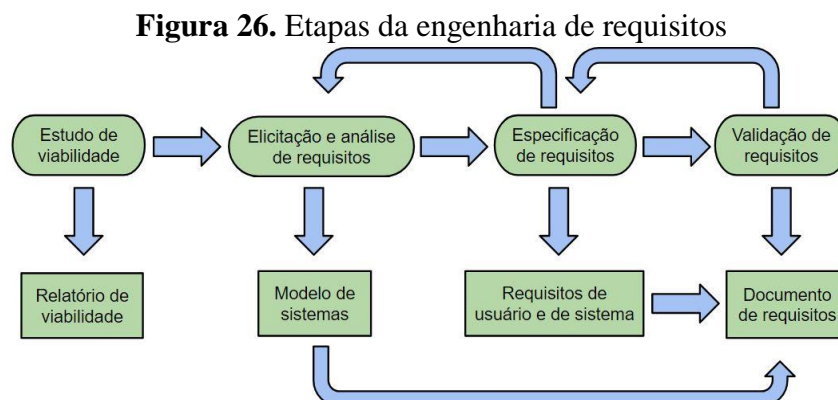 Figura 26. Etapas da engenharia de requisitos
Estudo de
viabilidade
Elicitação e análise
de requisitos
Especificação
de requisitos
Validação de
requisitos
Relatório de
viabilidade
Modelo de
sistemas
Requisitos de
usuário e de sistema
Documento
de requisitos